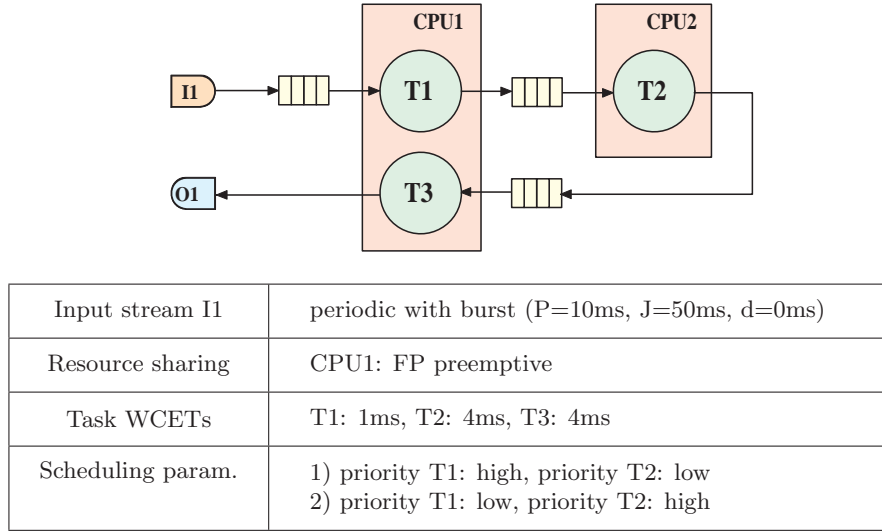 CPU1
CPU2
I1
T1
T2
O1
T3
Input stream I1
periodic with burst (P=10ms, J=50ms, d=0ms)
Resource sharing
CPU1: FP preemptive
Task WCETs
T1: 1ms, T2: 4ms, T3: 4ms
Scheduling param.
1) priority T1: high, priority T2: low
2) priority T1: low, priority T2: high